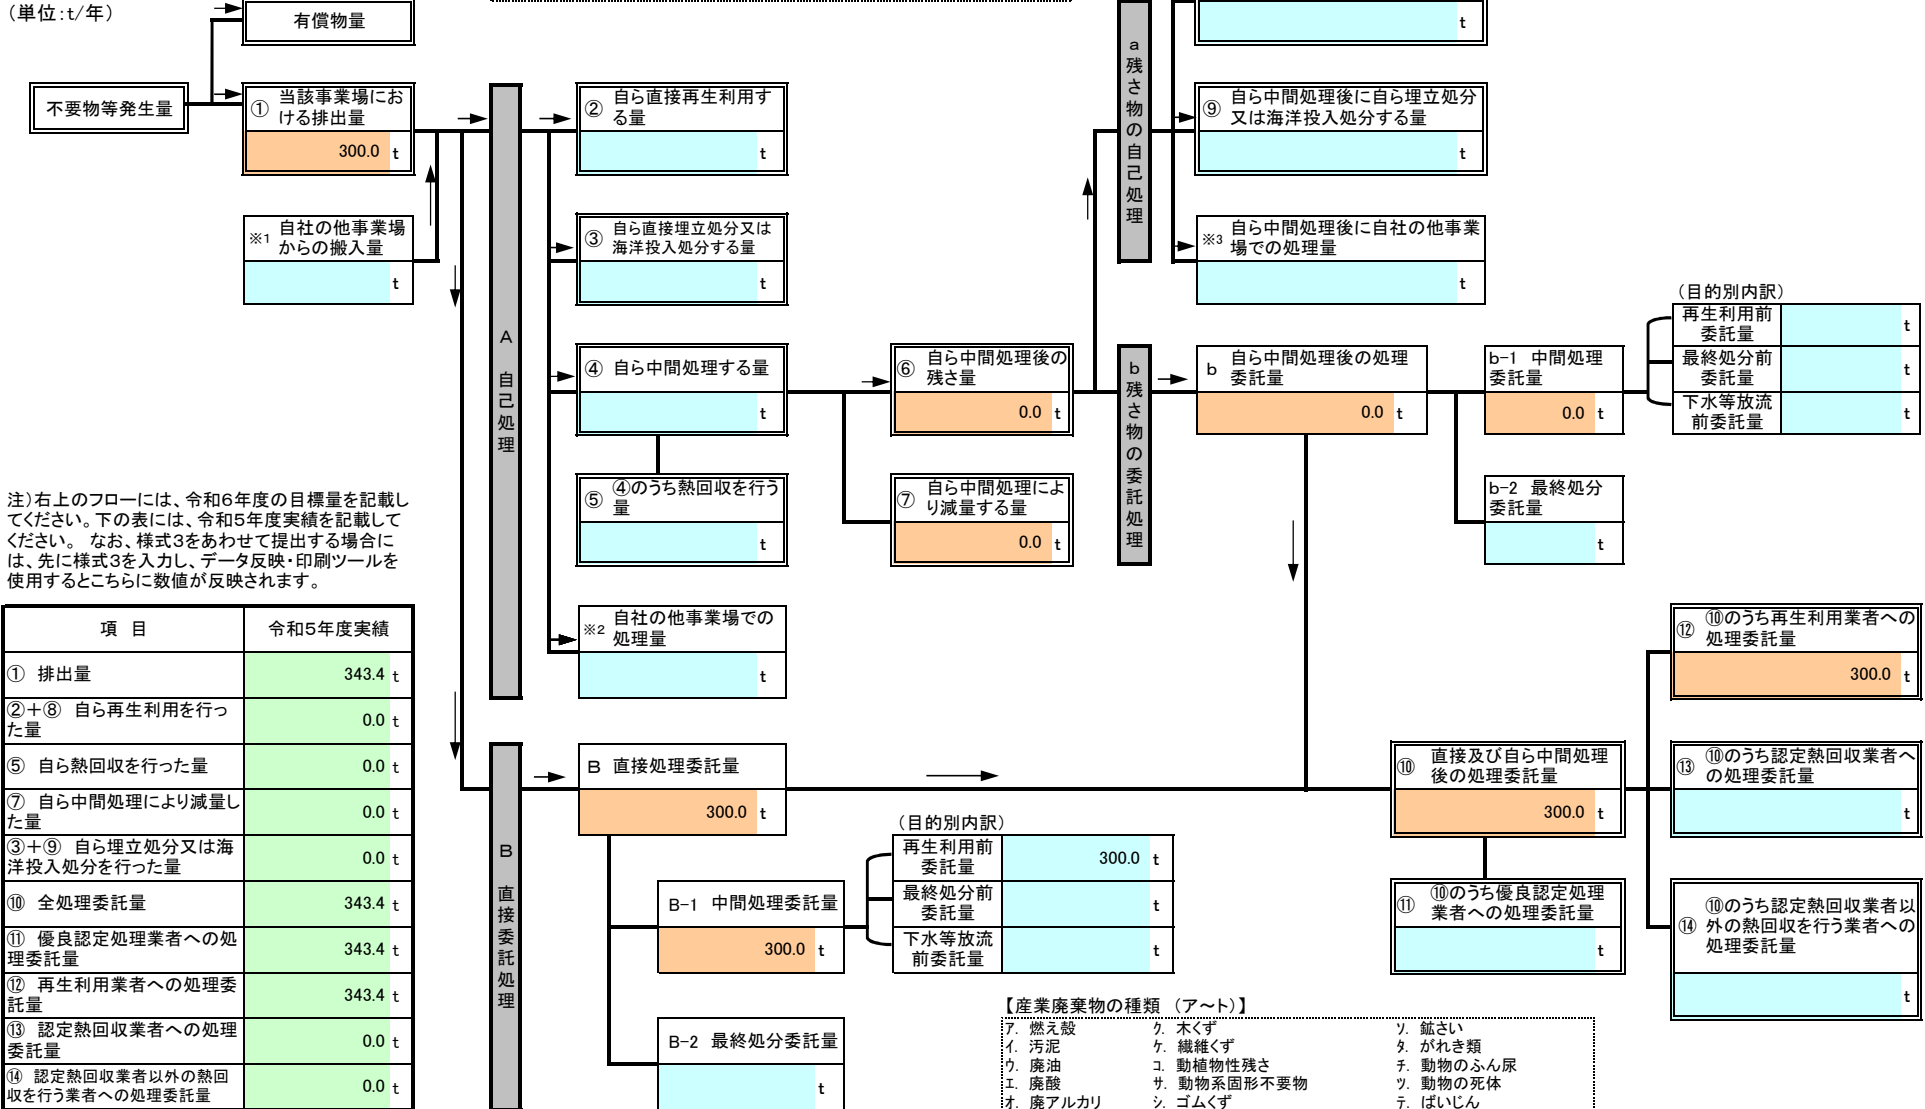 (単位:t/年)
有償物量
不要物等発生量
① 当該事業場にお
ける排出量
300.0 t
※1 自社の他事業場
からの搬入量
t
A 自己処理
② 自ら直接再生利用す
る量
t
③ 自ら直接埋立処分又は
海洋投入処分する量
t
④ 自ら中間処理する量
t
⑤ ④のうち熱回収を行う
量
t
※2 自社の他事業場での
処理量
t
⑥ 自ら中間処理後の
残さ量
0.0 t
⑦ 自ら中間処理によ
り減量する量
0.0 t
a残さ物の自己処理
t
⑨ 自ら中間処理後に自ら埋立処分
又は海洋投入処分する量
t
※3 自ら中間処理後に自社の他事業
場での処理量
t
b残さ物の委託処理
b 自ら中間処理後の処理
委託量
0.0 t
b-1 中間処理
委託量
0.0 t
(目的別内訳)
再生利用前
委託量
t
最終処分前
委託量
t
下水等放流
前委託量
t
b-2 最終処分
委託量
t
注)右上のフローには、令和6年度の目標量を記載し
てください。下の表には、令和5年度実績を記載して
ください。 なお、様式3をあわせて提出する場合に
は、先に様式3を入力し、データ反映・印刷ツールを
使用するとこちらに数値が反映されます。
項 目 令和5年度実績
① 排出量 343.4 t
②+⑧ 自ら再生利用を行っ
た量 0.0 t
⑤ 自ら熱回収を行った量 0.0 t
⑦ 自ら中間処理により減量し
た量 0.0 t
③+⑨ 自ら埋立処分又は海
洋投入処分を行った量 0.0 t
⑩ 全処理委託量 343.4 t
⑪ 優良認定処理業者への処
理委託量 343.4 t
⑫ 再生利用業者への処理委
託量 343.4 t
⑬ 認定熱回収業者への処理
委託量 0.0 t
⑭ 認定熱回収業者以外の熱回
収を行う業者への処理委託量 0.0 t
B 直接委託処理
B 直接処理委託量
300.0 t
B-1 中間処理委託量
300.0 t
(目的別内訳)
再生利用前
委託量
300.0 t
最終処分前
委託量
t
下水等放流
前委託量
t
B-2 最終処分委託量
t
⑩ 直接及び自ら中間処理
後の処理委託量
300.0 t
⑪ ⑩のうち優良認定処理
業者への処理委託量
t
⑫ ⑩のうち再生利用業者への
処理委託量
300.0 t
⑬ ⑩のうち認定熱回収業者へ
の処理委託量
t
⑭ ⑩のうち認定熱回収業者以
外の熱回収を行う業者への
処理委託量
t
【産業廃棄物の種類 (ア~ト)】
ア. 燃え殻 ク. 木くず ソ. 鉱さい
イ. 汚泥 ケ. 繊維くず タ. がれき類
ウ. 廃油 コ. 動植物性残さ チ. 動物のふん尿
エ. 廃酸 サ. 動物系固形不要物 ツ. 動物の死体
オ. 廃アルカリ シ. ゴムくず テ. ばいじん